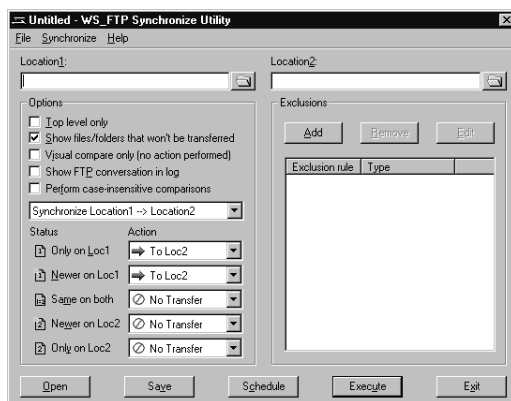 Untitled - WS_FTP Synchronize Utility
File Synchronize Help
Location1: Location2:
Options Exclusions
Top level only
Show files/folders that won't be transferred
Visual compare only (no action performed)
Show FTP conversation in log
Perform case-insensitive comparisons
Add Remove Edit
Exclusion rule Type
Synchronize Location1 --> Location2
Status Action
Only on Loc1 To Loc2
Newer on Loc1 To Loc2
Same on both No Transfer
Newer on Loc2 No Transfer
Only on Loc2 No Transfer
Open Save Schedule Execute Exit